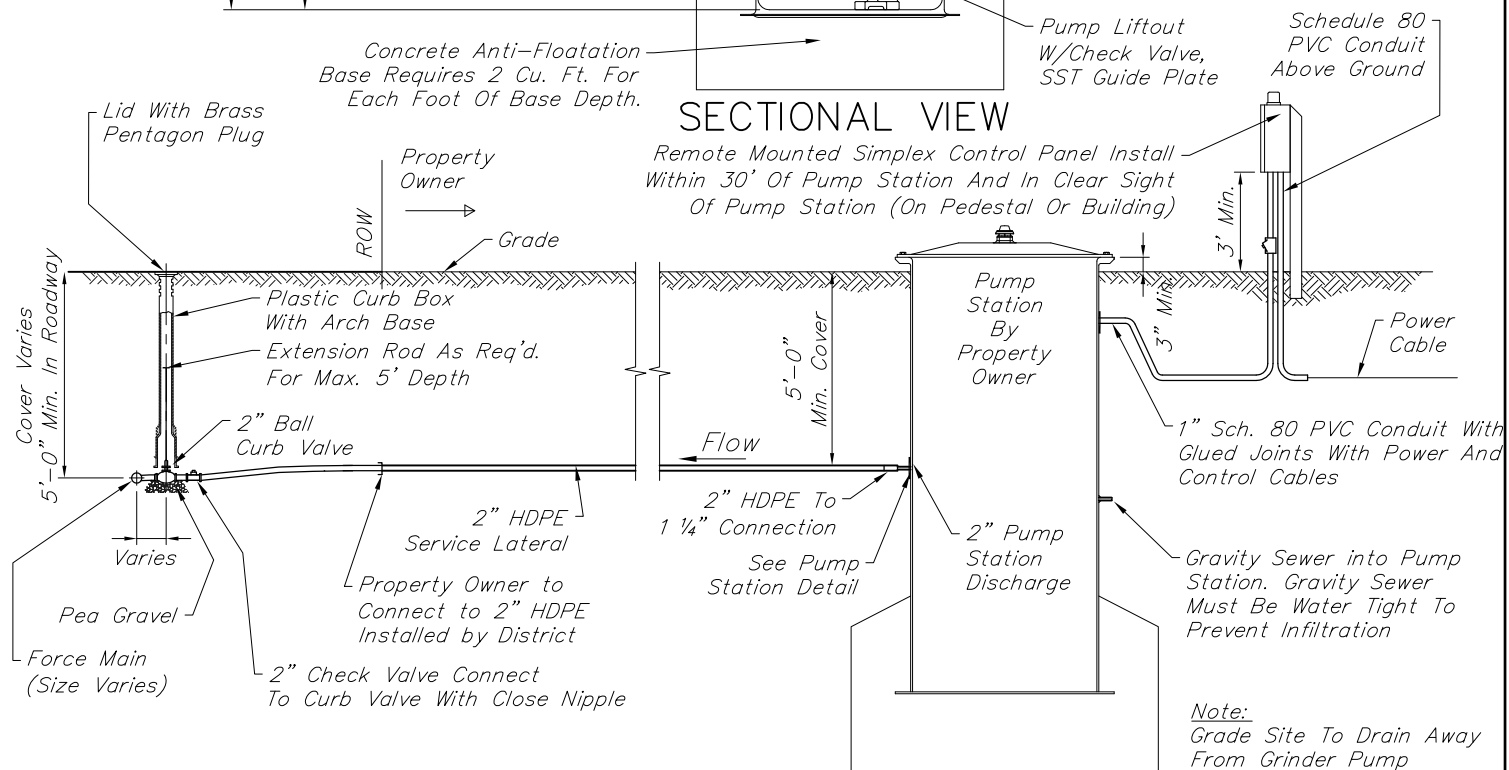 Concrete Anti-Floatation
Base Requires 2 Cu. Ft. For
Each Foot Of Base Depth.
Pump Liftout
W/Check Valve,
SST Guide Plate
Schedule 80
PVC Conduit
Above Ground
SECTIONAL VIEW
Lid With Brass
Pentagon Plug
Property
Owner
ROW
Grade
Remote Mounted Simplex Control Panel Install
Within 30' Of Pump Station And In Clear Sight
Of Pump Station (On Pedestal Or Building)
3' Min.
3" Min.
Cover Varies
5'-0" Min. In Roadway
Plastic Curb Box
With Arch Base
Extension Rod As Req'd.
For Max. 5' Depth
2" Ball
Curb Valve
5'-0"
Min. Cover
Flow
Pump
Station
By
Property
Owner
Power
Cable
1" Sch. 80 PVC Conduit With
Glued Joints With Power And
Control Cables
2" HDPE
Service Lateral
2" HDPE To
1 ¼" Connection
See Pump
Station Detail
2" Pump
Station
Discharge
Gravity Sewer into Pump
Station. Gravity Sewer
Must Be Water Tight To
Prevent Infiltration
Varies
Pea Gravel
Property Owner to
Connect to 2" HDPE
Installed by District
Force Main
(Size Varies)
2" Check Valve Connect
To Curb Valve With Close Nipple
Note:
Grade Site To Drain Away
From Grinder Pump